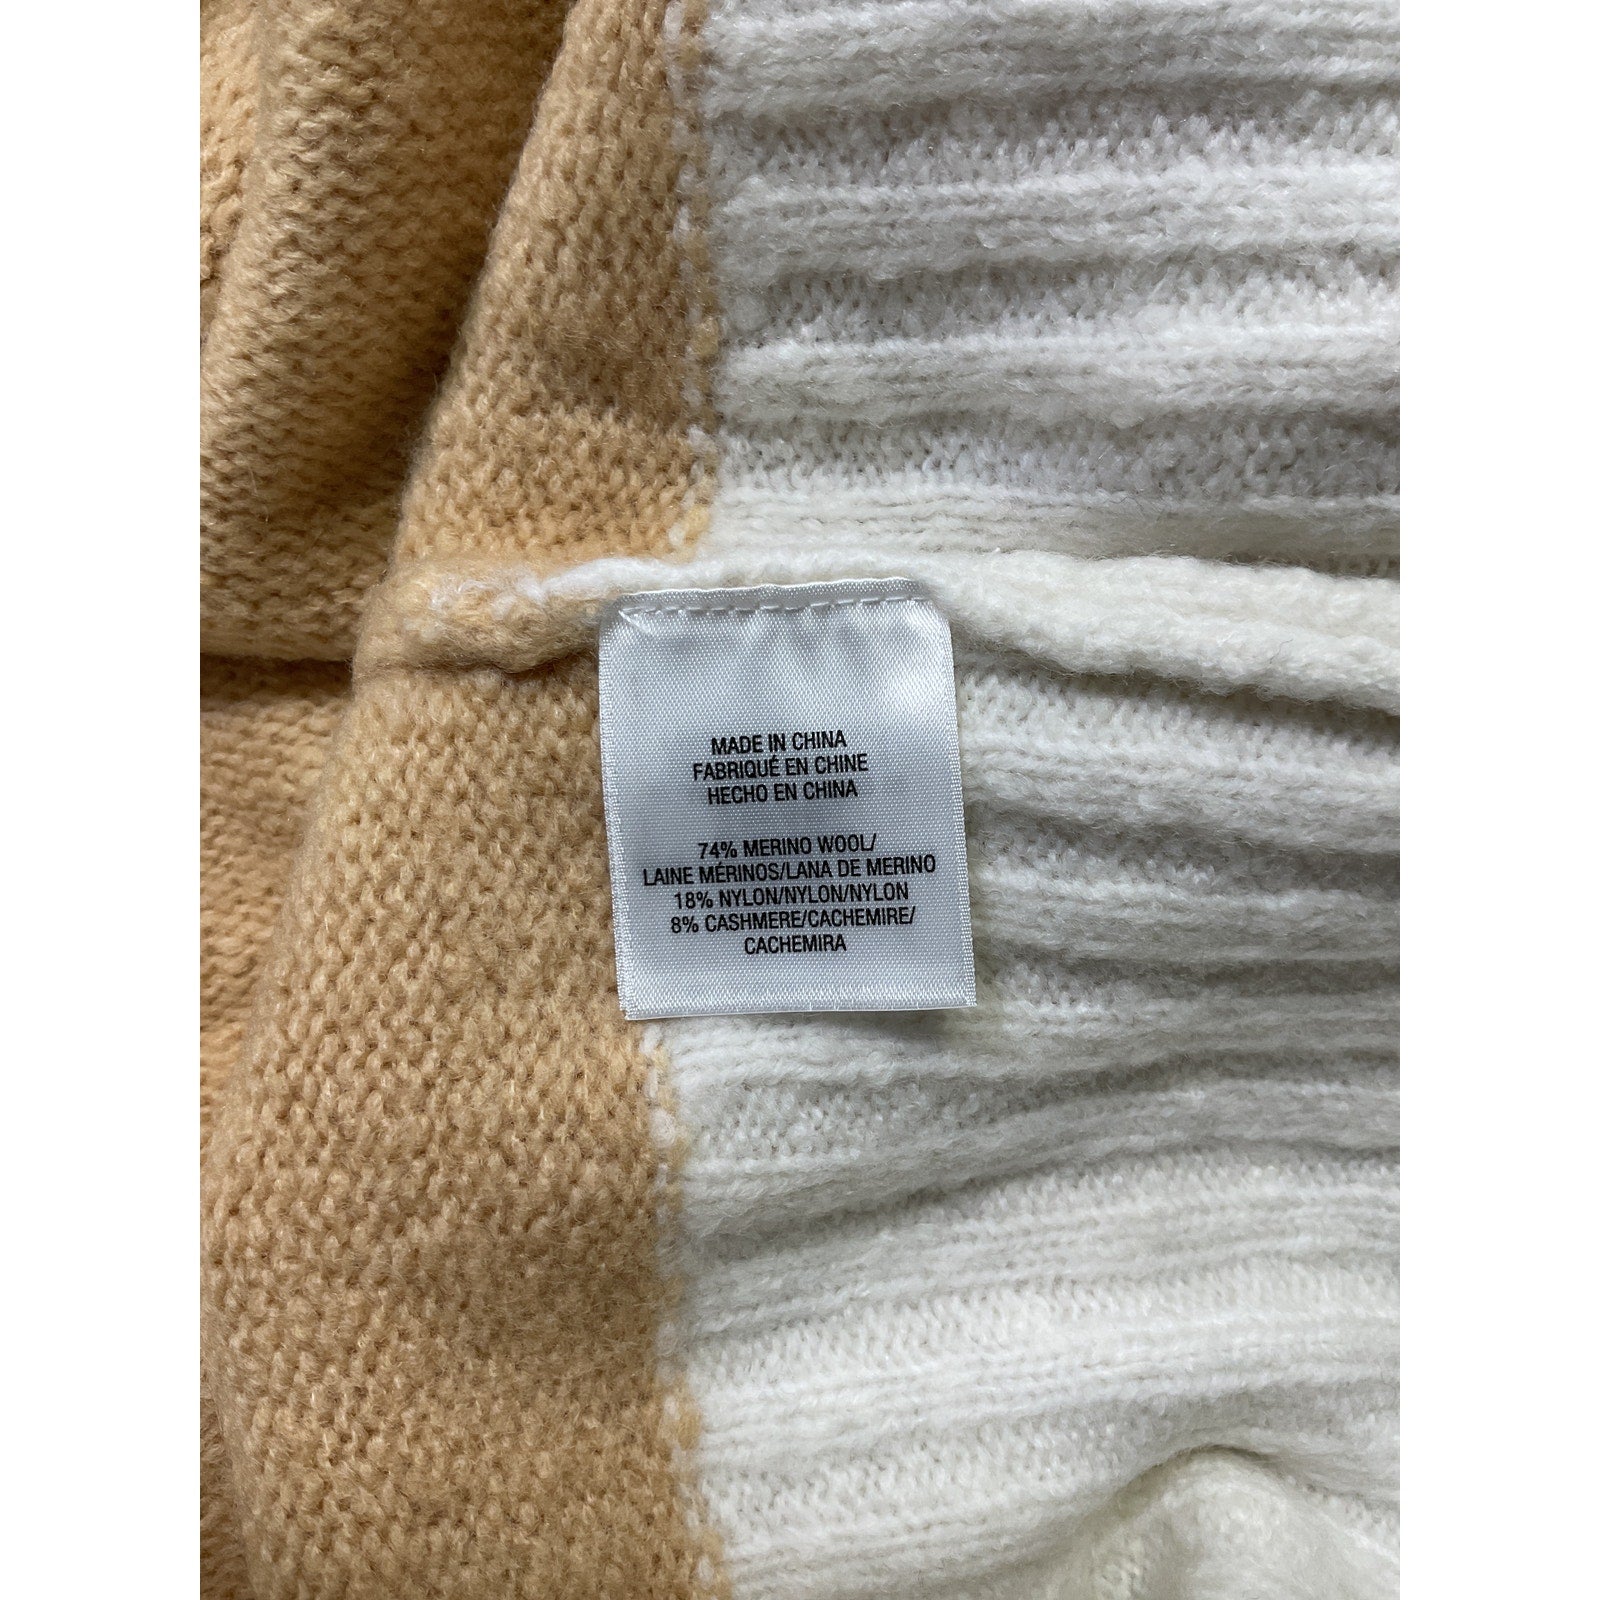 MADE IN CHINA
FABRIQUÉ EN CHINE
HECHO EN CHINA
74% MERINO WOOL/
LAINE MÉRINOS/LANA DE MERINO
18% NYLON/NYLON/NYLON
8% CASHMERE/CACHEMIRE/
CACHEMIRA